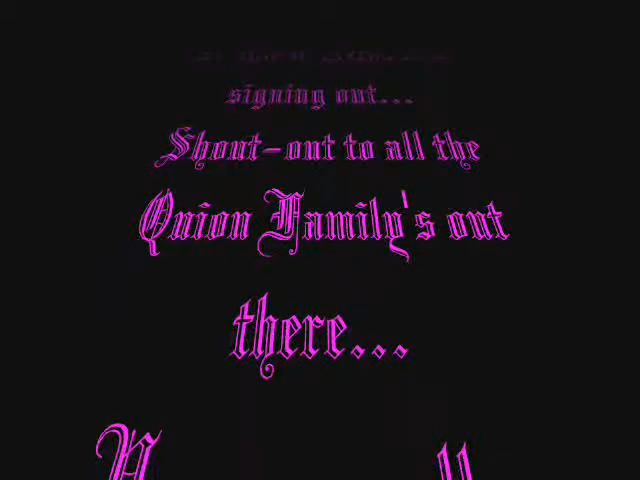 signing out...
Shout-out to all the
Quion Family's out
there...